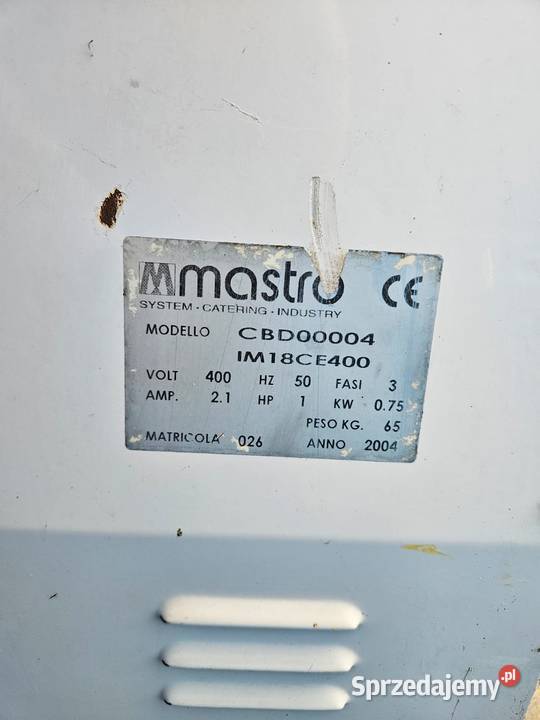 M mastro CE
SYSTEM - CATERING - INDUSTRY
MODELLO CBD00004
IM18CE400
VOLT 400 HZ 50 FASI 3
AMP. 2.1 HP 1 KW 0.75
PESO KG. 65
MATRICOLA 026 ANNO 2004
Sprzedajemy.pl